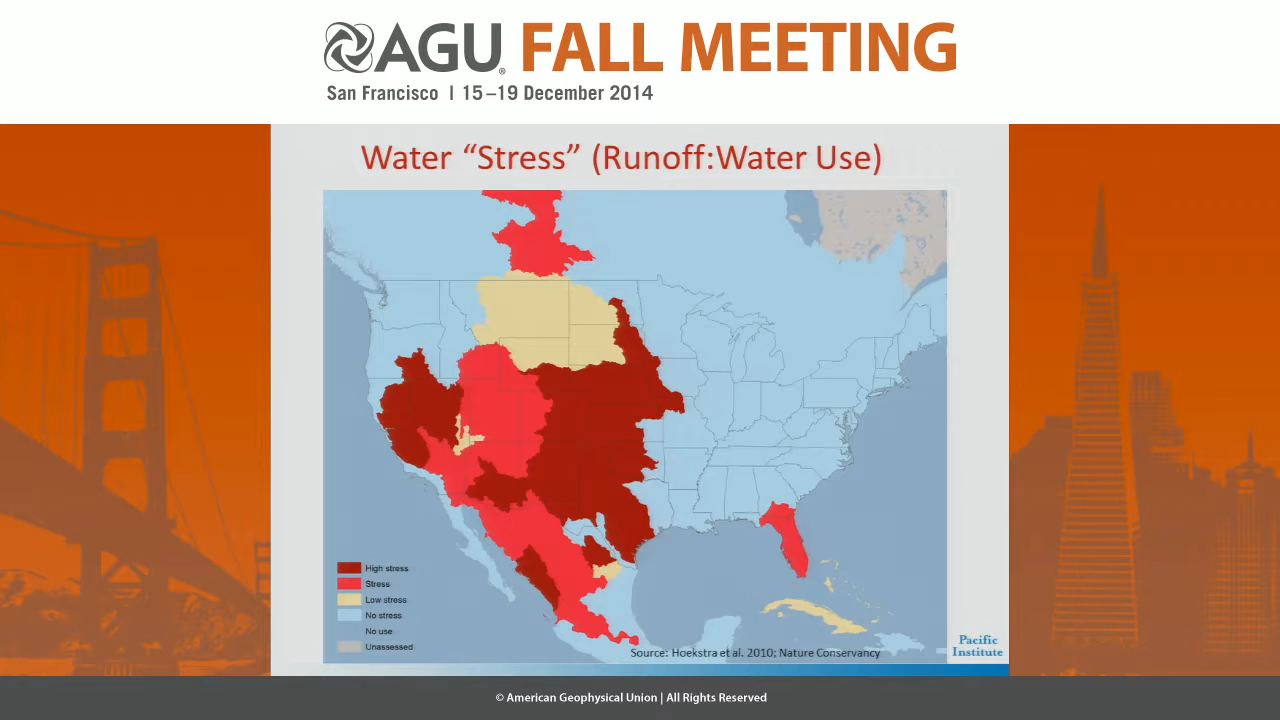 AGU® FALL MEETING
San Francisco | 15–19 December 2014
Water “Stress” (Runoff:Water Use)
High stress
Stress
Low stress
No stress
No use
Unassessed
Source: Hoekstra et al. 2010; Nature Conservancy
Pacific
Institute
© American Geophysical Union | All Rights Reserved